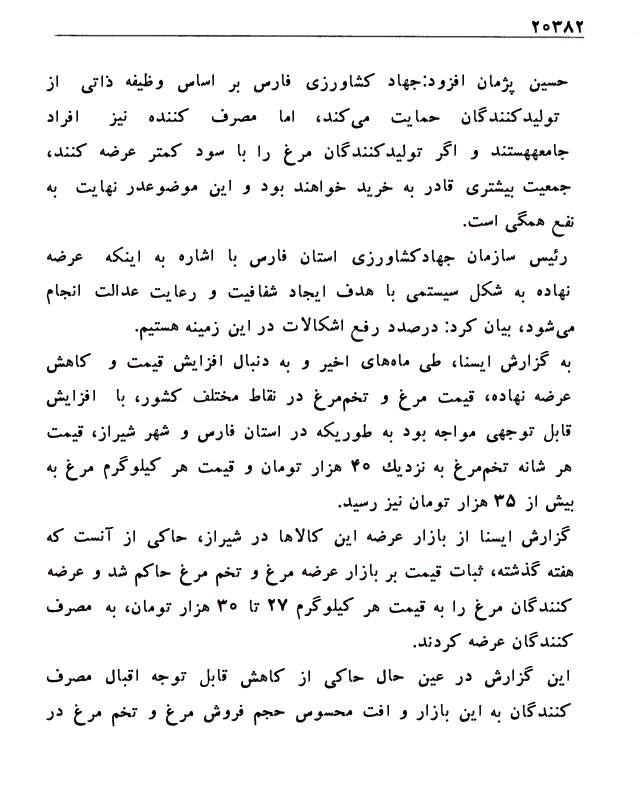 ۲۰۳۸۲
حسین پژمان افزود:جهاد کشاورزی فارس بر اساس وظیفه ذاتی از
تولیدکنندگان حمایت می‌کند، اما مصرف کننده نیز افراد
جامعههستند و اگر تولیدکنندگان مرغ را با سود کمتر عرضه کنند،
جمعیت بیشتری قادر به خرید خواهند بود و این موضوعدر نهایت به
نفع همگی است.
رئیس سازمان جهادکشاورزی استان فارس با اشاره به اینکه عرضه
نهاده به شکل سیستمی با هدف ایجاد شفافیت و رعایت عدالت انجام
می‌شود، بیان کرد: درصدد رفع اشکالات در این زمینه هستیم.
به گزارش ایسنا، طی ماه‌های اخیر و به دنبال افزایش قیمت و کاهش
عرضه نهاده، قیمت مرغ و تخم‌مرغ در نقاط مختلف کشور، با افزایش
قابل توجهی مواجه بود به طوریکه در استان فارس و شهر شیراز، قیمت
هر شانه تخم‌مرغ به نزدیك ۴۰ هزار تومان و قیمت هر کیلوگرم مرغ به
بیش از ۳۵ هزار تومان نیز رسید.
گزارش ایسنا از بازار عرضه این کالاها در شیراز، حاکی از آنست که
هفته گذشته، ثبات قیمت بر بازار عرضه مرغ و تخم مرغ حاکم شد و عرضه
کنندگان مرغ را به قیمت هر کیلوگرم ۲۷ تا ۳۰ هزار تومان، به مصرف
کنندگان عرضه کردند.
این گزارش در عین حال حاکی از کاهش قابل توجه اقبال مصرف
کنندگان به این بازار و افت محسوس حجم فروش مرغ و تخم مرغ در